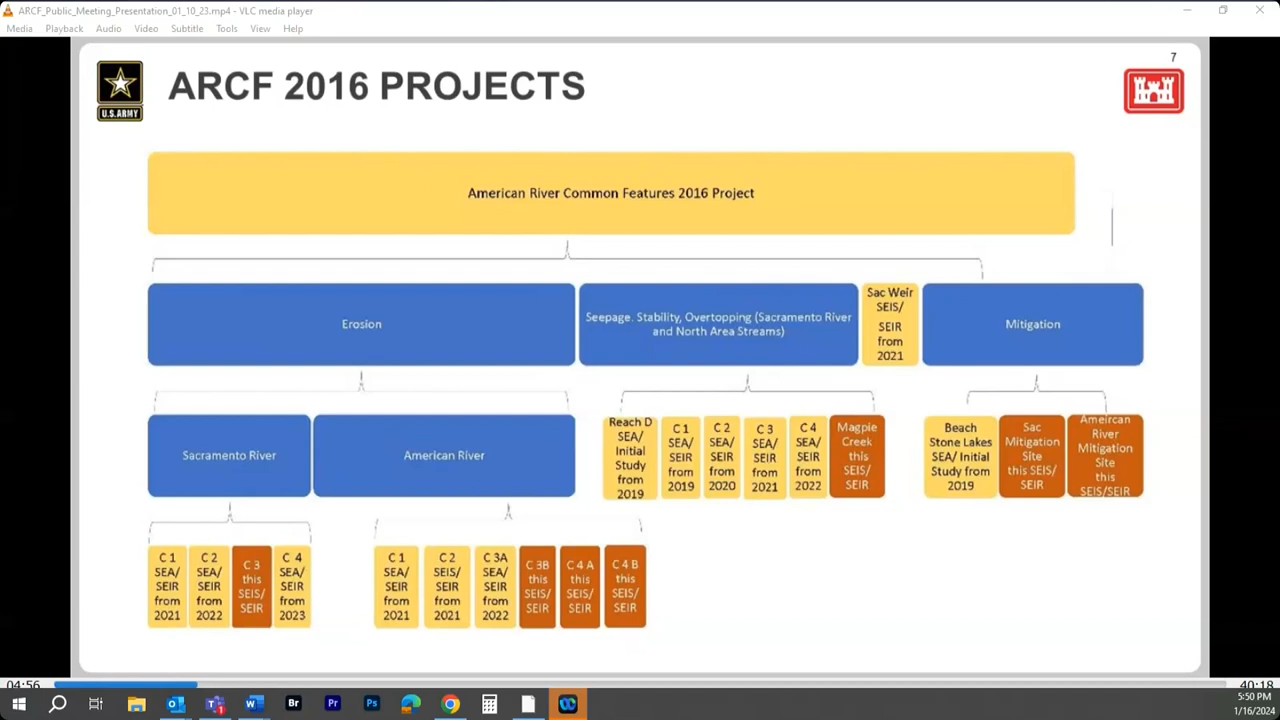 ARCF_Public_Meeting_Presentation_01_10_23.mp4 - VLC media player
Media Playback Audio Video Subtitle Tools View Help
7
U.S.ARMY
ARCF 2016 PROJECTS
American River Common Features 2016 Project
Erosion
Seepage. Stability, Overtopping (Sacramento River
and North Area Streams)
Sac Weir
SEIS/
SEIR
from
2021
Mitigation
Sacramento River
American River
Reach D
SEA/
Initial
Study
from
2019
C 1
SEA/
SEIR
from
2019
C 2
SEA/
SEIR
from
2020
C 3
SEA/
SEIR
from
2021
C 4
SEA/
SEIR
from
2022
Magpie
Creek
this
SEIS/
SEIR
Beach
Stone Lakes
SEA/ Initial
Study from
2019
Sac
Mitigation
Site
this SEIS/
SEIR
Ameircan
River
Mitigation
Site
this
SEIS/SEIR
C 1
SEA/
SEIR
from
2021
C 2
SEA/
SEIR
from
2022
C 3
this
SEIS/
SEIR
C 4
SEA/
SEIR
from
2023
C 1
SEA/
SEIR
from
2021
C 2
SEIS/
SEIR
from
2021
C 3A
SEA/
SEIR
from
2022
C 3B
this
SEIS/
SEIR
C 4 A
this
SEIS/
SEIR
C 4 B
this
SEIS/
SEIR
04:56
40:18
Br
Pr
Ps
5:50 PM
1/16/2024